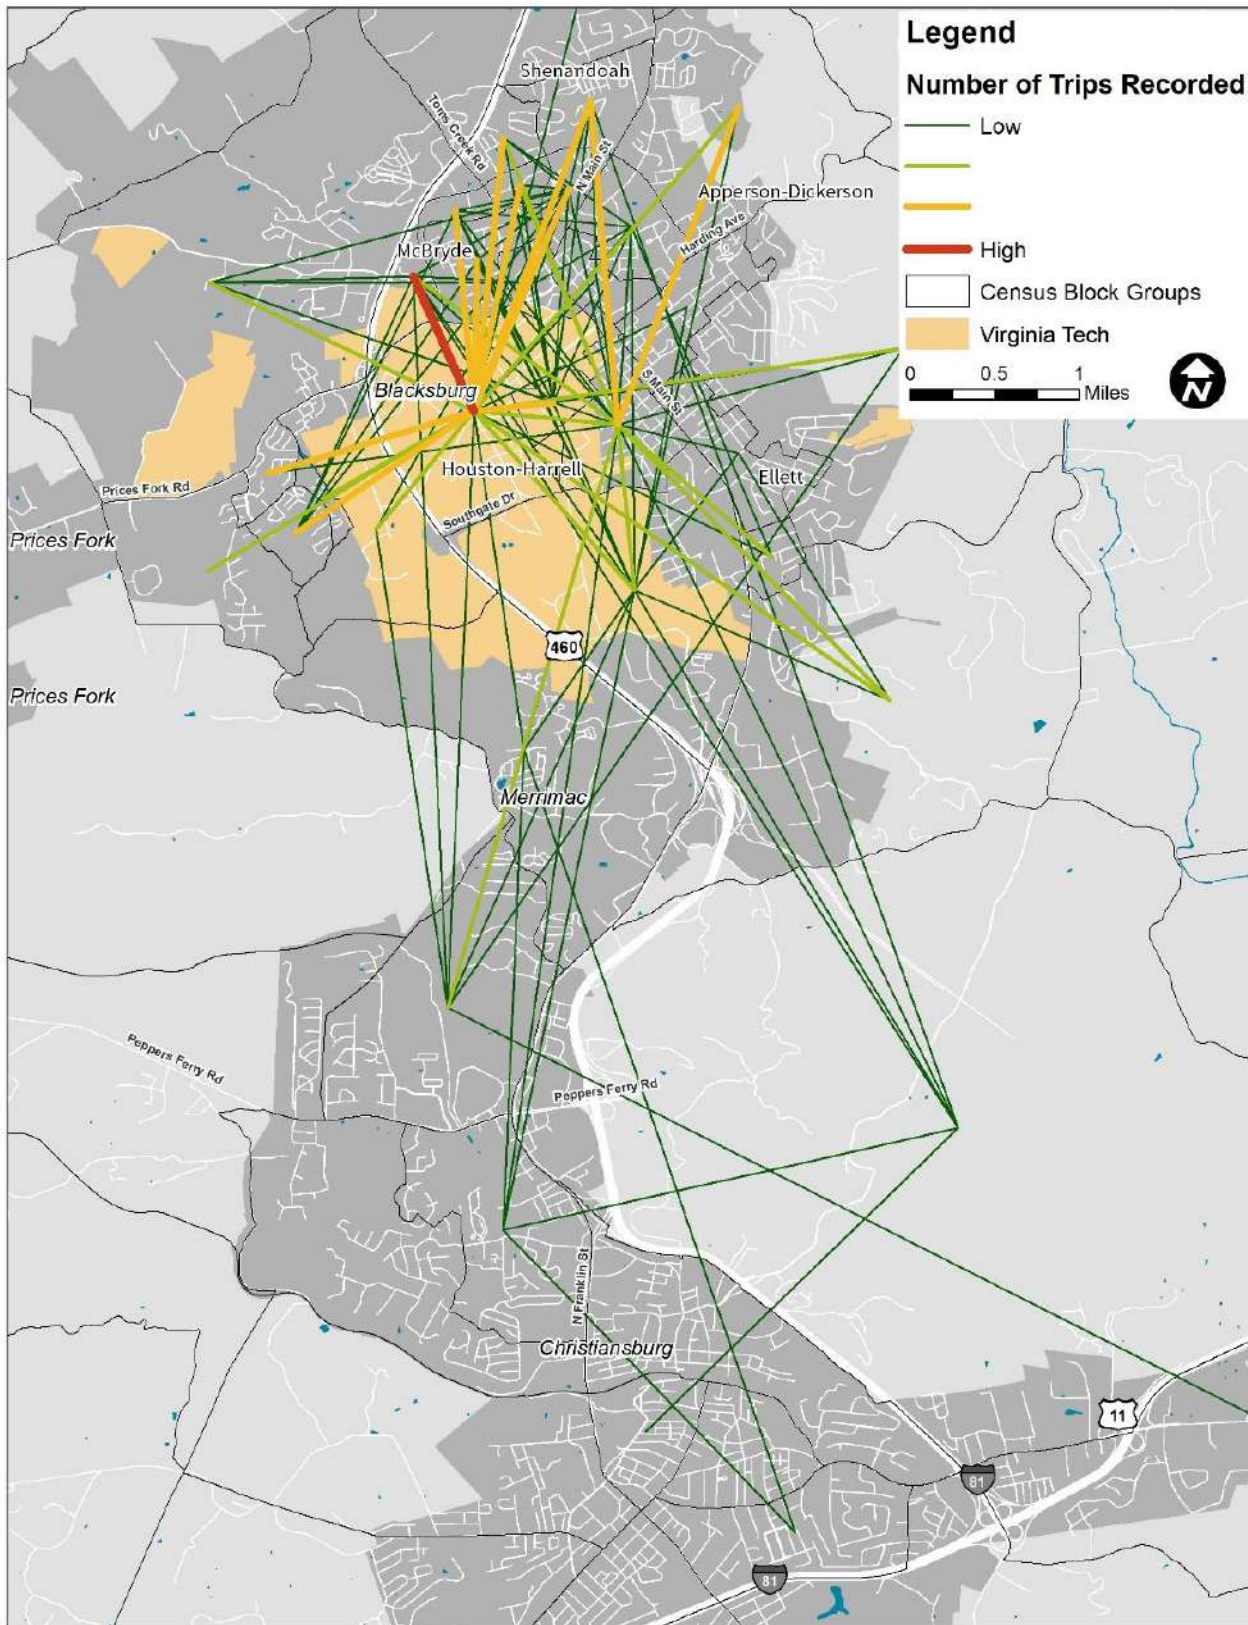 Legend
Number of Trips Recorded
Low
High
Census Block Groups
Virginia Tech
0 0.5 1
Miles
N
Shenandoah
Toms Creek Rd
N Main St
Apperson-Dickerson
Harding Ave
McBryde
Blacksburg
S Main St
Houston-Harrell
Ellett
Prices Fork Rd
Southgate Dr
Prices Fork
460
Prices Fork
Merrimac
Peppers Ferry Rd
Peppers Ferry Rd
N Franklin St
Christiansburg
11
81
81